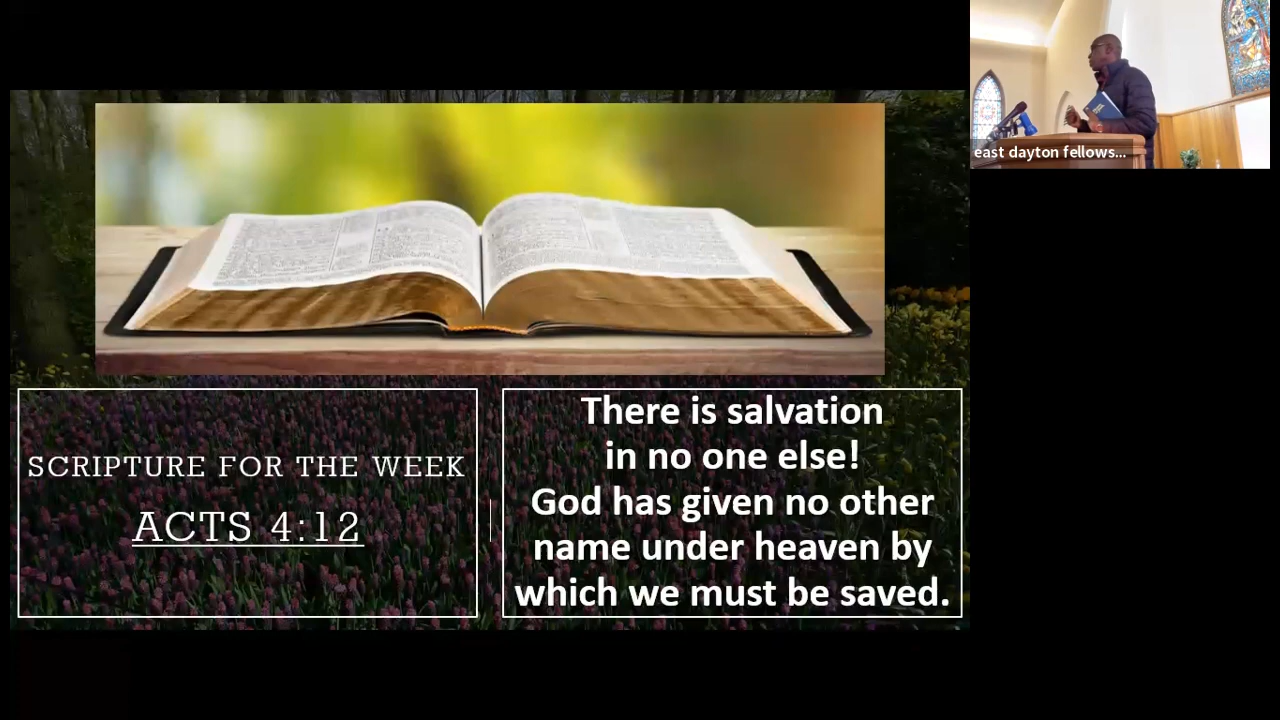 east dayton fellows...
SCRIPTURE FOR THE WEEK
ACTS 4:12
There is salvation
in no one else!
God has given no other
name under heaven by
which we must be saved.